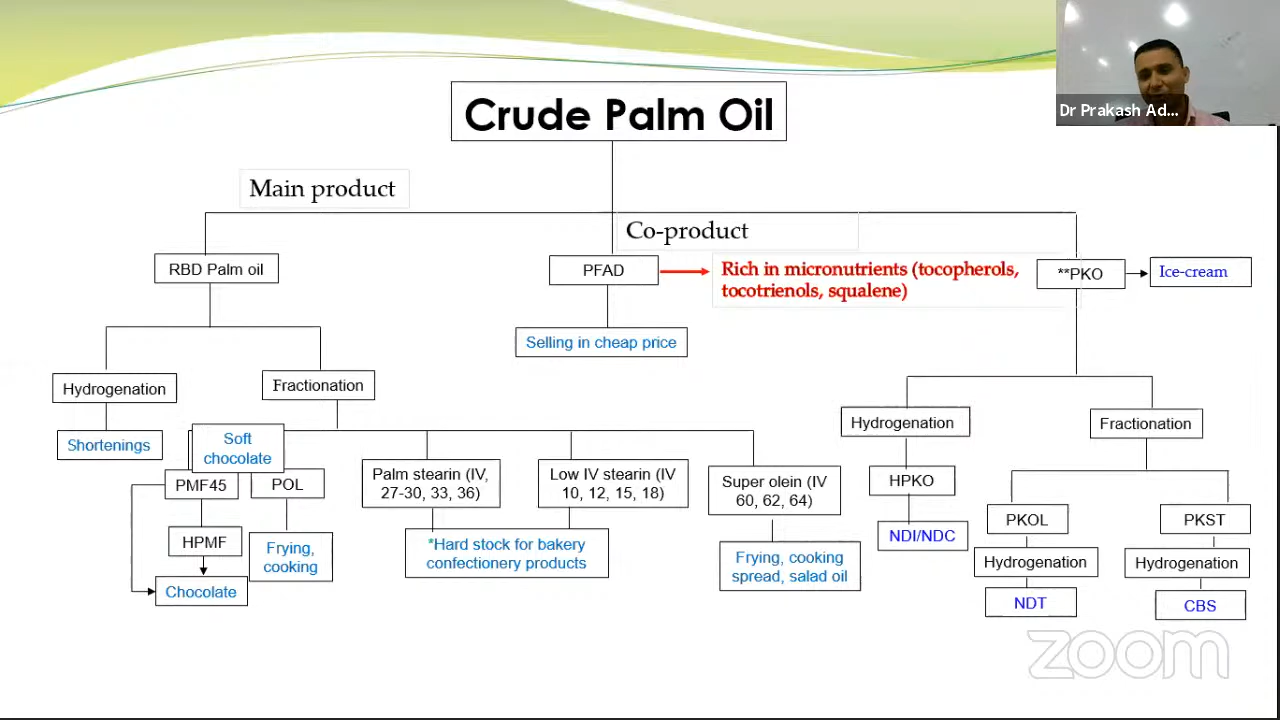 Dr Prakash Ad...
Crude Palm Oil
Main product
Co-product
RBD Palm oil
PFAD
Rich in micronutrients (tocopherols,
tocotrienols, squalene)
**PKO
Ice-cream
Selling in cheap price
Hydrogenation
Fractionation
Shortenings
Soft
chocolate
PMF45
POL
HPMF
Frying,
cooking
Chocolate
Palm stearin (IV,
27-30, 33, 36)
Low IV stearin (IV
10, 12, 15, 18)
*Hard stock for bakery
confectionery products
Super olein (IV
60, 62, 64)
Frying, cooking
spread, salad oil
Hydrogenation
Fractionation
HPKO
NDI/NDC
PKOL
PKST
Hydrogenation
Hydrogenation
NDT
CBS
zoom